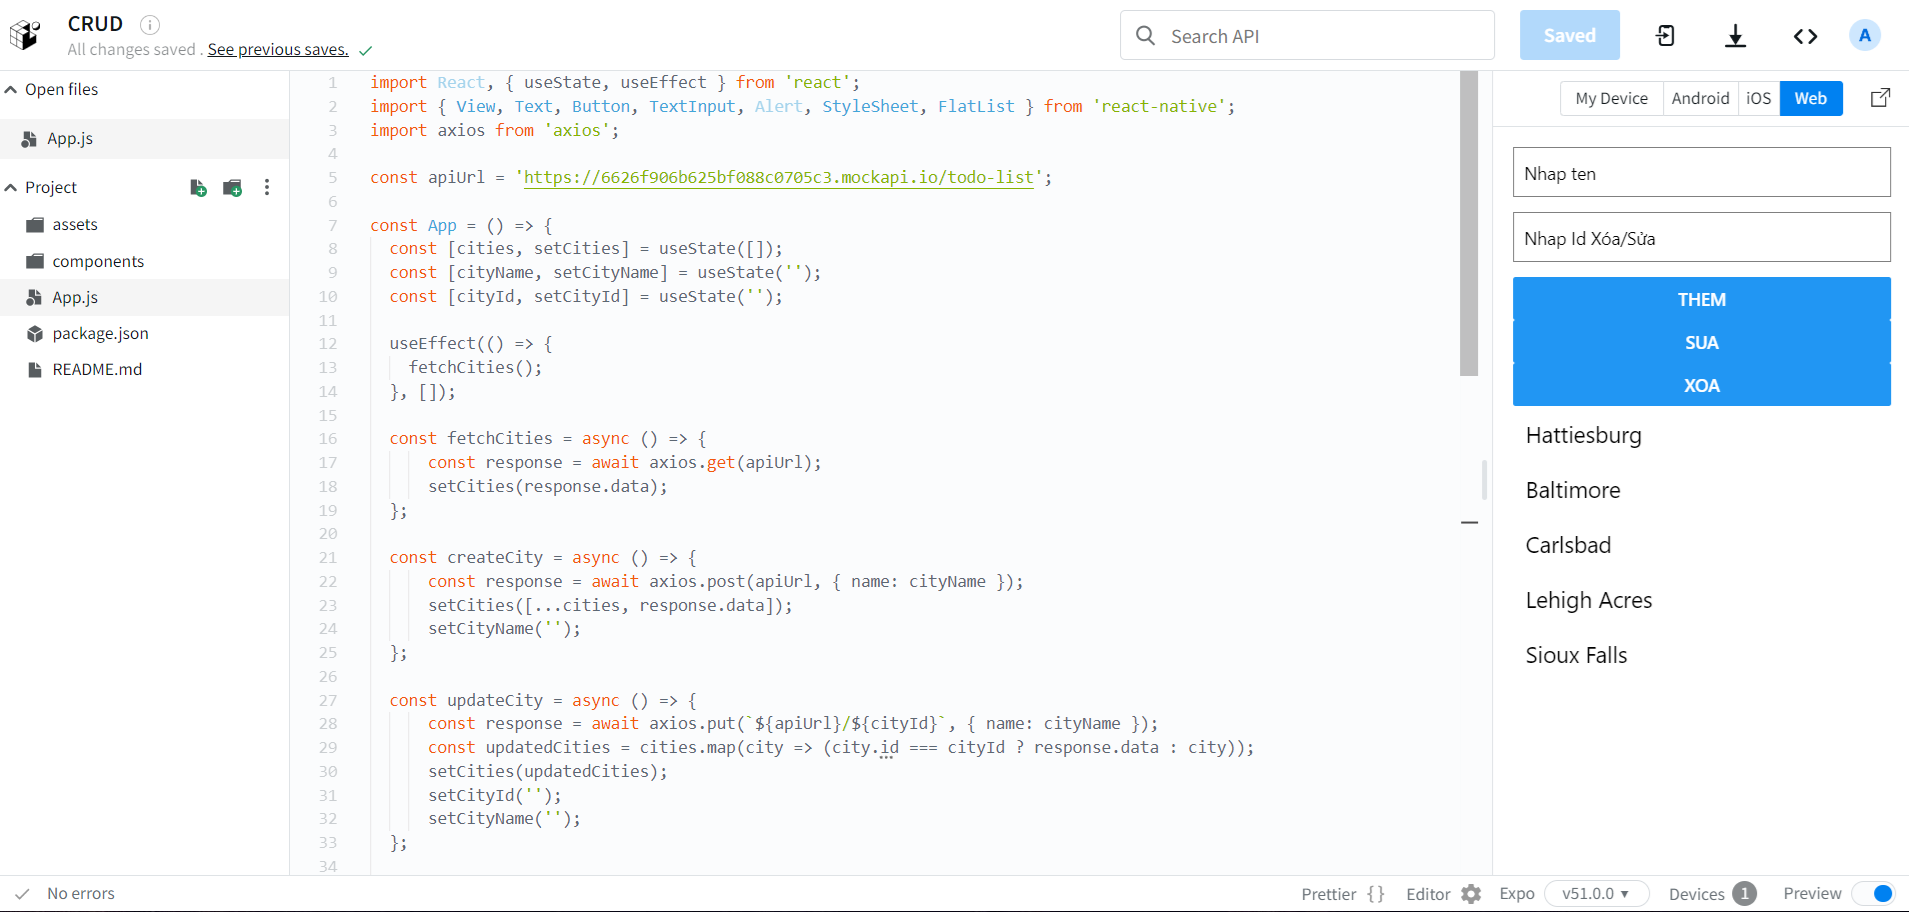 CRUD
All changes saved . See previous saves.
Search API
Saved
A
Open files
App.js
Project
assets
components
App.js
package.json
README.md
1 import React, { useState, useEffect } from 'react';
2 import { View, Text, Button, TextInput, Alert, StyleSheet, FlatList } from 'react-native';
3 import axios from 'axios';
4
5 const apiUrl = 'https://6626f906b625bf088c0705c3.mockapi.io/todo-list';
6
7 const App = () => {
8 const [cities, setCities] = useState([]);
9 const [cityName, setCityName] = useState('');
10 const [cityId, setCityId] = useState('');
11
12 useEffect(() => {
13 fetchCities();
14 }, []);
15
16 const fetchCities = async () => {
17 const response = await axios.get(apiUrl);
18 setCities(response.data);
19 };
20
21 const createCity = async () => {
22 const response = await axios.post(apiUrl, { name: cityName });
23 setCities([...cities, response.data]);
24 setCityName('');
25 };
26
27 const updateCity = async () => {
28 const response = await axios.put(`${apiUrl}/${cityId}`, { name: cityName });
29 const updatedCities = cities.map(city => (city.id === cityId ? response.data : city));
30 setCities(updatedCities);
31 setCityId('');
32 setCityName('');
33 };
34
My Device Android iOS Web
Nhap ten
Nhap Id Xóa/Sửa
THEM
SUA
XOA
Hattiesburg
Baltimore
Carlsbad
Lehigh Acres
Sioux Falls
No errors
Prettier {} Editor Expo v51.0.0 Devices 1 Preview